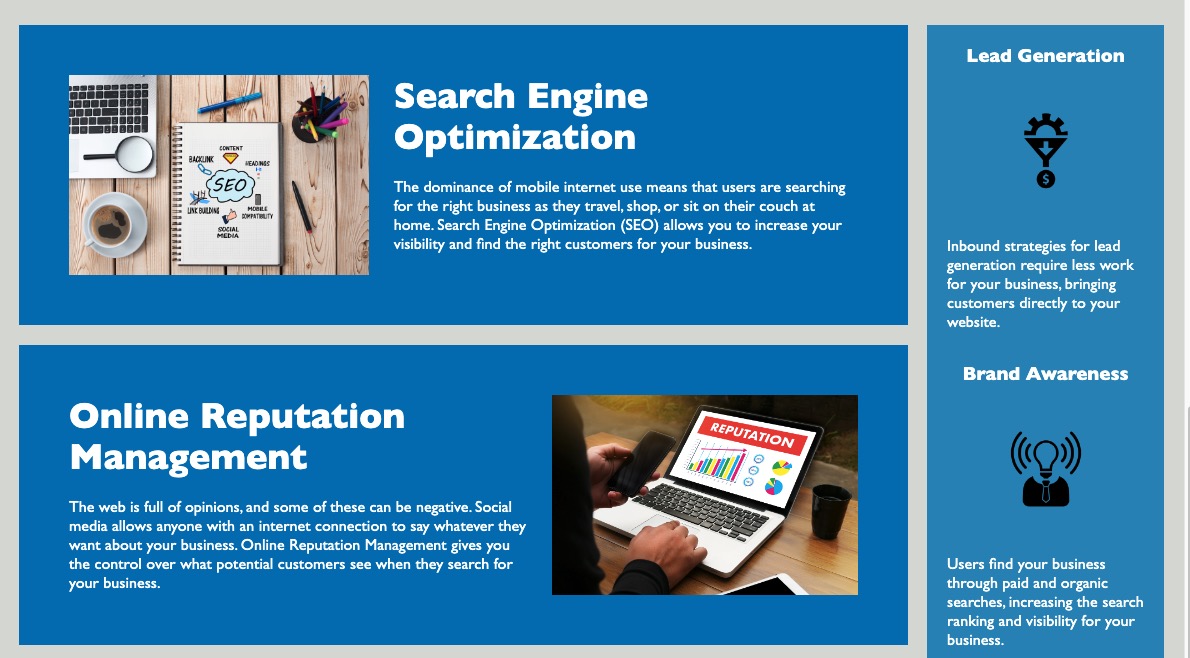 Search Engine
Optimization
The dominance of mobile internet use means that users are searching
for the right business as they travel, shop, or sit on their couch at
home. Search Engine Optimization (SEO) allows you to increase your
visibility and find the right customers for your business.
CONTENT
BACKLINK
HEADINGS
SEO
LINK BUILDING
MOBILE
COMPATIBILITY
SOCIAL
MEDIA
Online Reputation
Management
The web is full of opinions, and some of these can be negative. Social
media allows anyone with an internet connection to say whatever they
want about your business. Online Reputation Management gives you
the control over what potential customers see when they search for
your business.
REPUTATION
Lead Generation
$
Inbound strategies for lead
generation require less work
for your business, bringing
customers directly to your
website.
Brand Awareness
Users find your business
through paid and organic
searches, increasing the search
ranking and visibility for your
business.